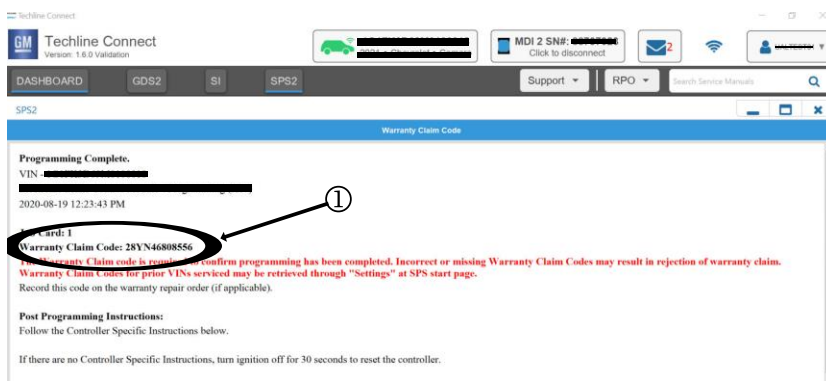 Techline Connect
GM Techline Connect
Version: 1.6.0 Validation
2021 - Chevrolet - Camaro
MDI 2 SN#:
Click to disconnect
2
DASHBOARD GDS2 SI SPS2 Support RPO Search Service Manuals
SPS2
Warranty Claim Code
Programming Complete.
VIN -
2020-08-19 12:23:43 PM
①
Card: 1
Warranty Claim Code: 28YN46808556
The Warranty Claim code is required to confirm programming has been completed. Incorrect or missing Warranty Claim Codes may result in rejection of warranty claim.
Warranty Claim Codes for prior VINs serviced may be retrieved through "Settings" at SPS start page.
Record this code on the warranty repair order (if applicable).
Post Programming Instructions:
Follow the Controller Specific Instructions below.
If there are no Controller Specific Instructions, turn ignition off for 30 seconds to reset the controller.